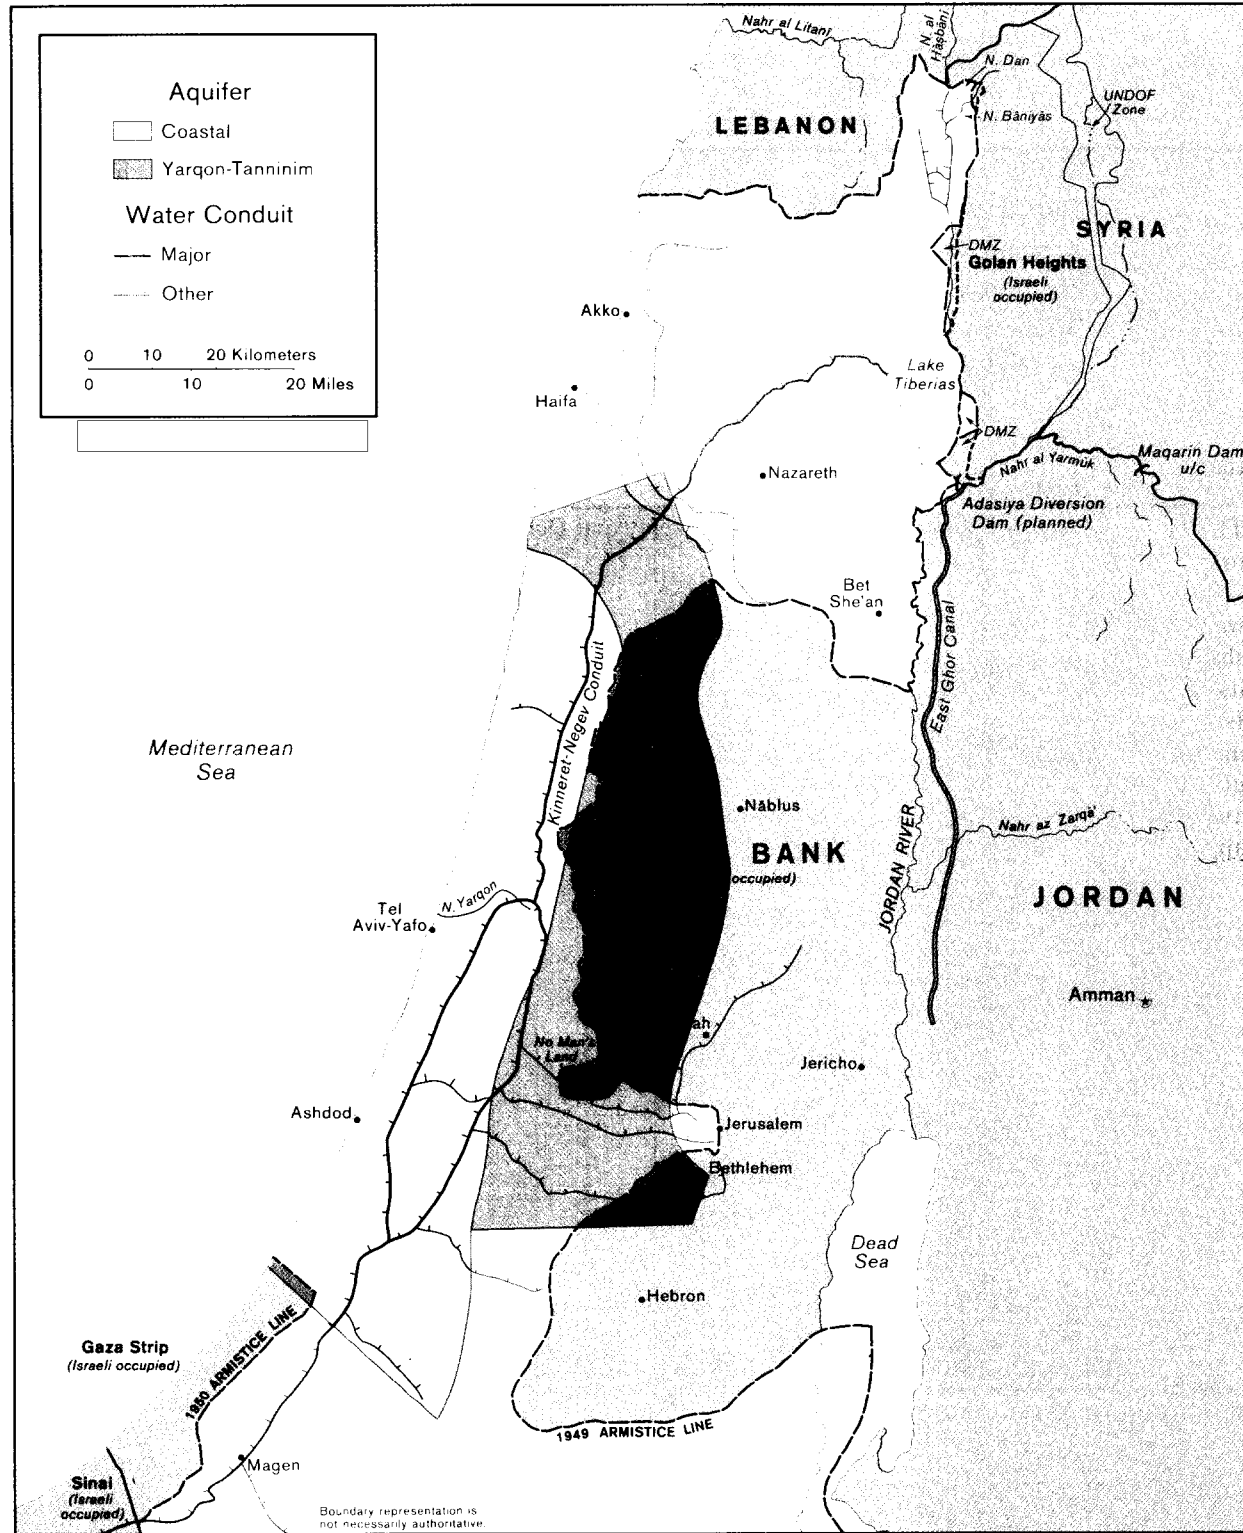 Aquifer
Coastal
Yarqon-Tanninim
Water Conduit
Major
Other
0 10 20 Kilometers
0 10 20 Miles
Nahr al Lītānī
N. al
Hāşbānī
N. Dan
N. Bāniyās
UNDOF
Zone
LEBANON
SYRIA
DMZ
Golan Heights
(Israeli
occupied)
Akko
Haifa
Lake
Tiberias
DMZ
Nahr al Yarmūk
Maqarin Dam
u/c
Adasiya Diversion
Dam (planned)
Nazareth
Bet
She'an
East Ghor Canal
Kinneret-Negev Conduit
Mediterranean
Sea
Nāblus
BANK
occupied)
JORDAN RIVER
Nahr az Zarqā'
JORDAN
Tel
Aviv-Yafo
N. Yarqon
Amman
No Man's
Land
ah
Jericho
Ashdod
Jerusalem
Bethlehem
Dead
Sea
Hebron
Gaza Strip
(Israeli occupied)
1950 ARMISTICE LINE
1949 ARMISTICE LINE
Magen
Sinai
(Israeli
occupied)
Boundary representation is
not necessarily authoritative.